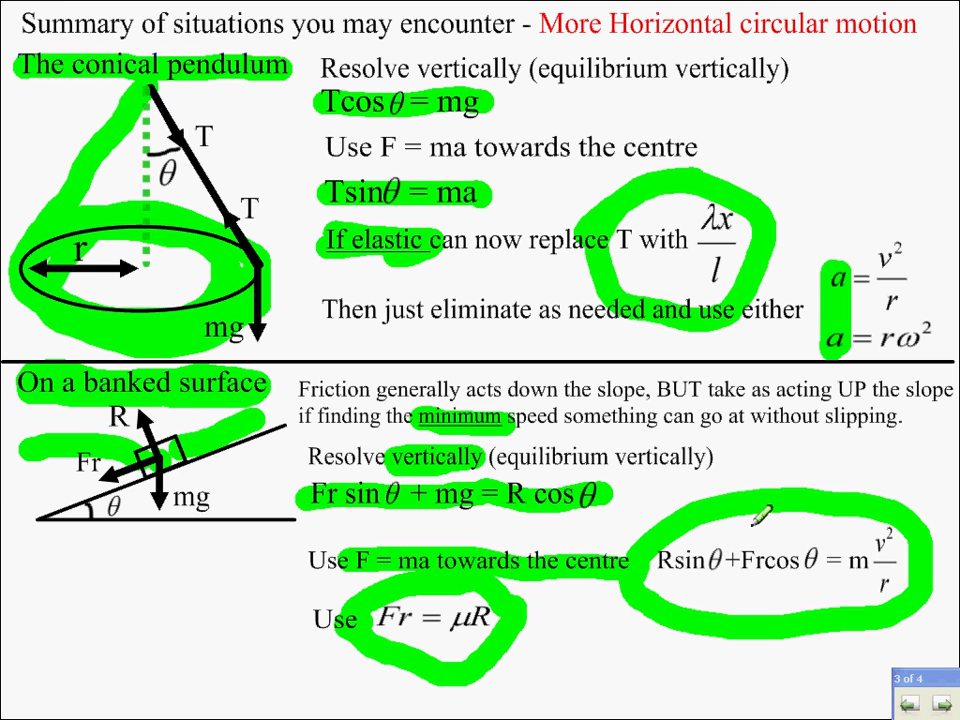 Summary of situations you may encounter - More Horizontal circular motion
The conical pendulum
T
θ
T
r
mg
Resolve vertically (equilibrium vertically)
Tcosθ = mg
Use F = ma towards the centre
Tsinθ = ma
If elastic can now replace T with λx/l
Then just eliminate as needed and use either
a = v²/r
a = rω²
On a banked surface
R
Fr
mg
θ
Friction generally acts down the slope, BUT take as acting UP the slope
if finding the minimum speed something can go at without slipping.
Resolve vertically (equilibrium vertically)
Fr sinθ + mg = R cosθ
Use F = ma towards the centre Rsinθ+Frcosθ = m v²/r
Use Fr = μR
3 of 4